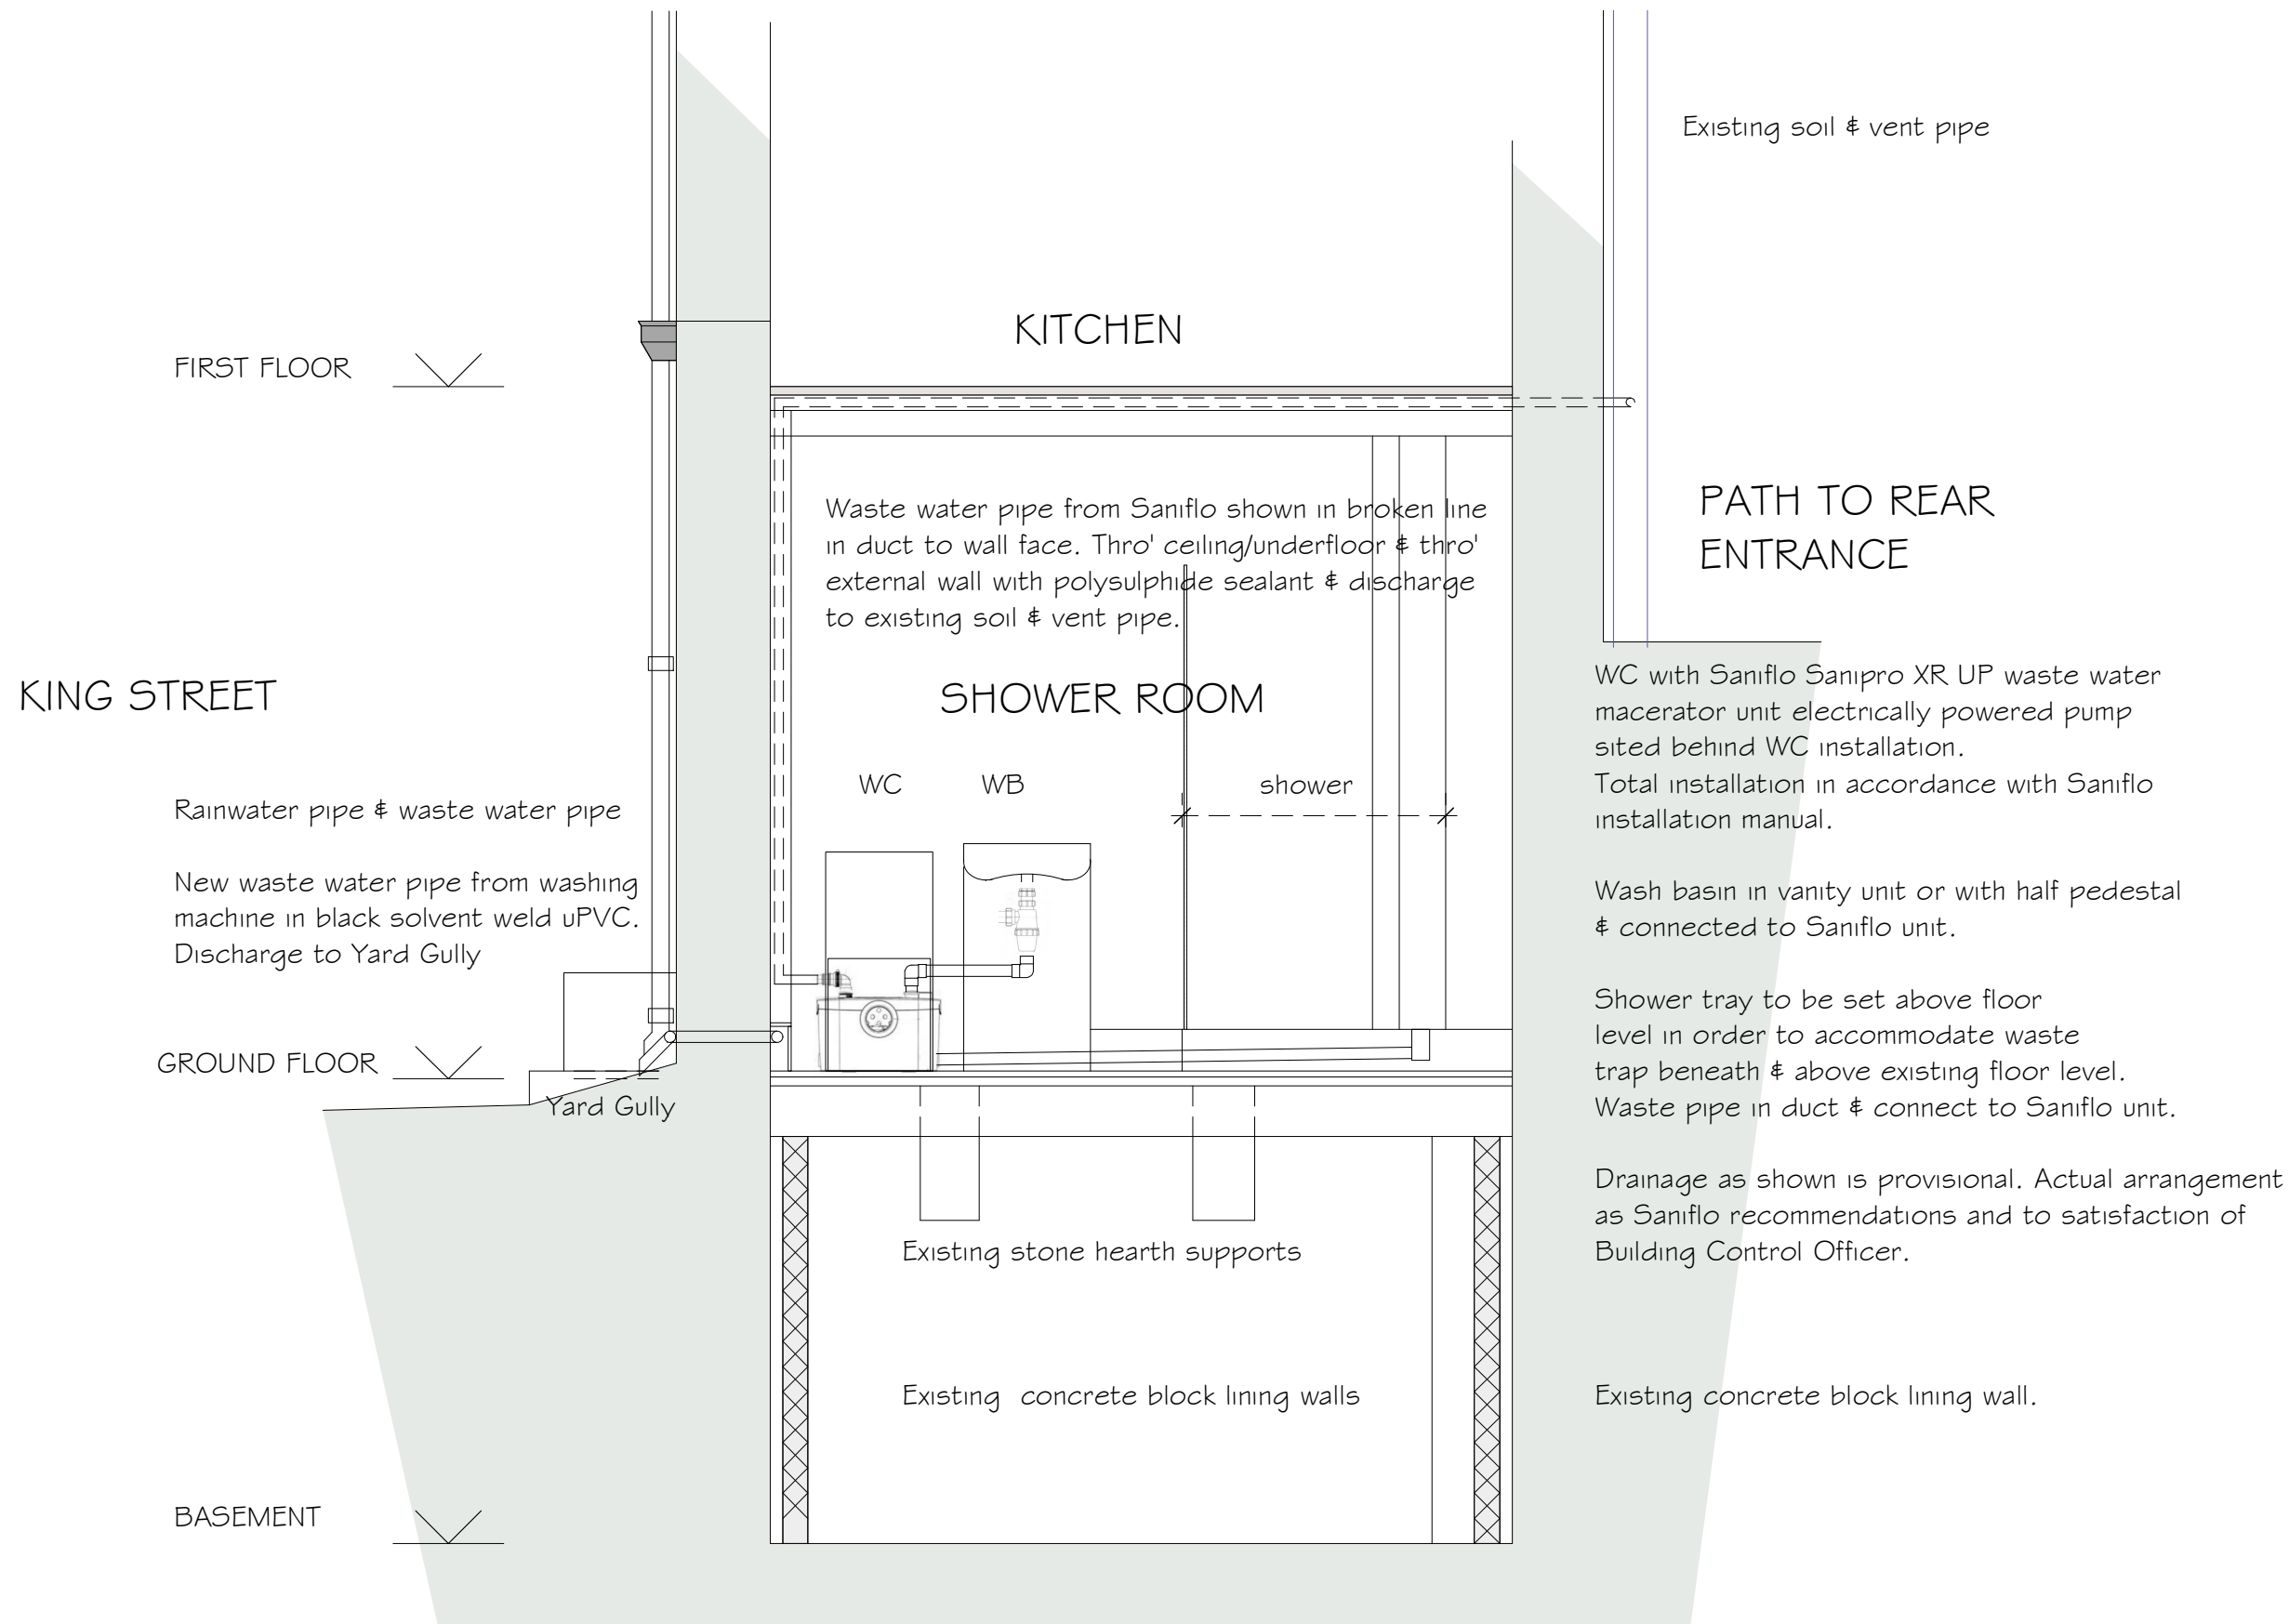 Existing soil & vent pipe
KITCHEN
FIRST FLOOR
Waste water pipe from Saniflo shown in broken line
in duct to wall face. Thro' ceiling/underfloor & thro'
external wall with polysulphide sealant & discharge
to existing soil & vent pipe.
PATH TO REAR
ENTRANCE
KING STREET
SHOWER ROOM
WC
WB
shower
Rainwater pipe & waste water pipe
New waste water pipe from washing
machine in black solvent weld uPVC.
Discharge to Yard Gully
GROUND FLOOR
Yard Gully
WC with Saniflo Sanipro XR UP waste water
macerator unit electrically powered pump
sited behind WC installation.
Total installation in accordance with Saniflo
installation manual.
Wash basin in vanity unit or with half pedestal
& connected to Saniflo unit.
Shower tray to be set above floor
level in order to accommodate waste
trap beneath & above existing floor level.
Waste pipe in duct & connect to Saniflo unit.
Drainage as shown is provisional. Actual arrangement
as Saniflo recommendations and to satisfaction of
Building Control Officer.
Existing stone hearth supports
Existing concrete block lining walls
Existing concrete block lining wall.
BASEMENT